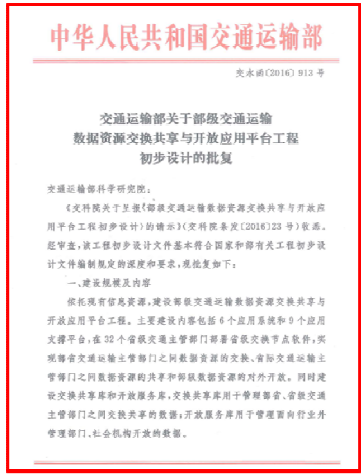 中华人民共和国交通运输部
交水函〔2016〕913 号
交通运输部关于部级交通运输
数据资源交换共享与开放应用平台工程
初步设计的批复
交通运输部科学研究院:
《交科院关于呈报〈部级交通运输数据资源交换共享与开放应
用平台工程初步设计〉的请示》(交科院综发〔2016〕23 号)收悉。
经审查,该工程初步设计文件基本符合国家和部有关工程初步设
计文件编制规定的深度和要求,现批复如下:
一、建设规模及内容
依托现有信息资源,建设部级交通运输数据资源交换共享与
开放应用平台工程。主要建设内容包括 6 个应用系统和 9 个应用
支撑平台;在 32 个省级交通主管部门部署省级交换节点软件;实
现部省交通运输主管部门之间数据资源的交换、省际交通运输主
管部门之间数据资源的共享和部级数据资源的对外开放。同时建
设交换共享库和开放服务库,交换共享库用于管理部省、省级交通
主管部门之间交换共享的数据;开放服务库用于管理面向行业外
管理部门、社会机构开放的数据。